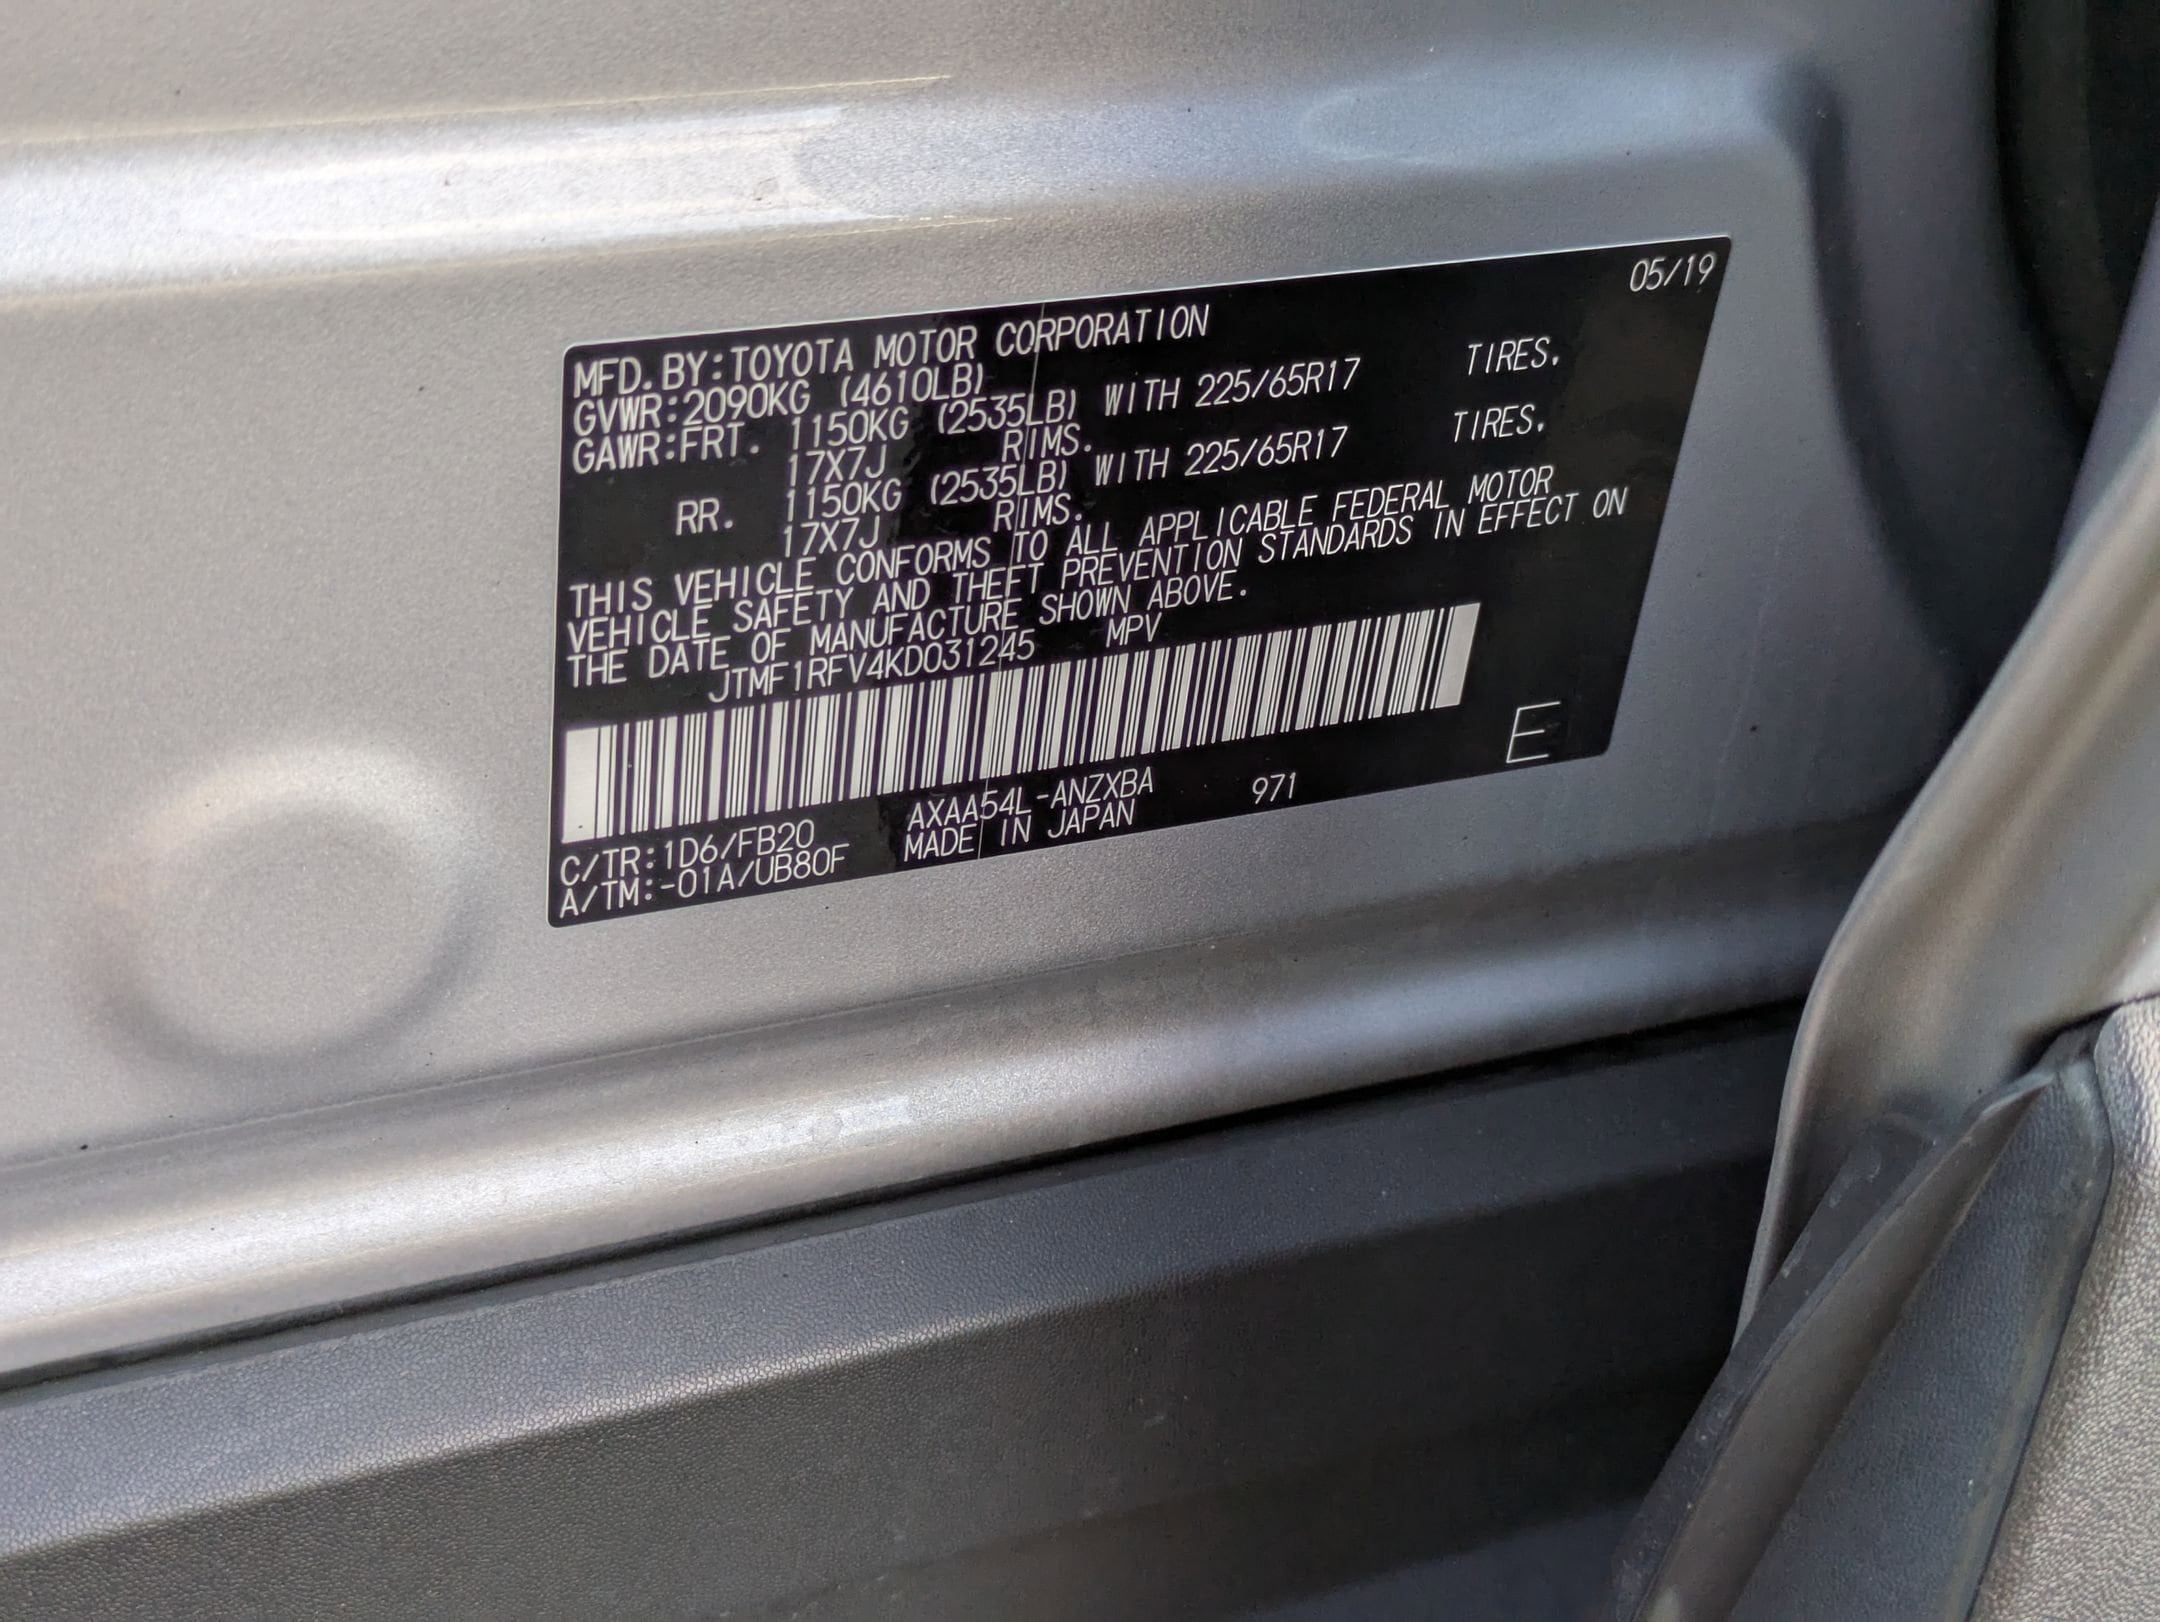 05/19
MFD. BY:TOYOTA MOTOR CORPORATION
GVWR:2090KG (4610LB)
GAWR:FRT. 1150KG (2535LB) WITH 225/65R17 TIRES,
17X7J RIMS.
RR. 1150KG (2535LB) WITH 225/65R17 TIRES,
17X7J RIMS.
THIS VEHICLE CONFORMS TO ALL APPLICABLE FEDERAL MOTOR
VEHICLE SAFETY AND THEFT PREVENTION STANDARDS IN EFFECT ON
THE DATE OF MANUFACTURE SHOWN ABOVE.
JTMF1RFV4KD031245 MPV
E
C/TR:1D6/FB20 AXAA54L-ANZXBA 971
A/TM:-01A/UB80F MADE IN JAPAN